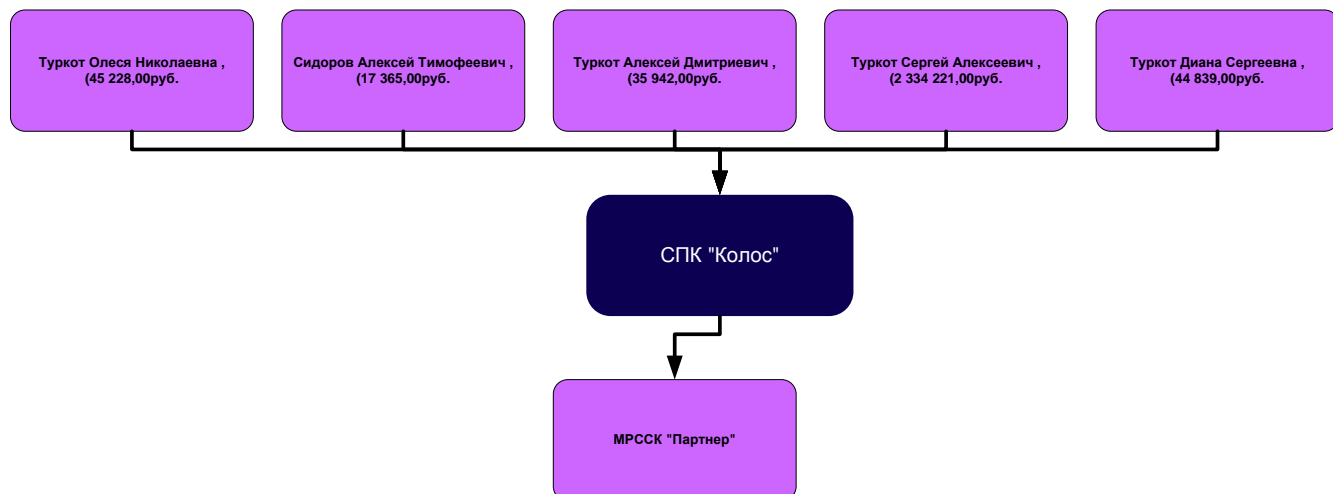 Туркот Олеся Николаевна ,
(45 228,00руб.
Сидоров Алексей Тимофеевич ,
(17 365,00руб.
Туркот Алексей Дмитриевич ,
(35 942,00руб.
Туркот Сергей Алексеевич ,
(2 334 221,00руб.
Туркот Диана Сергеевна ,
(44 839,00руб.
СПК "Колос"
МРССК "Партнер"